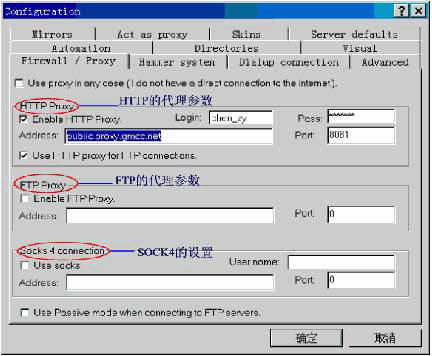 Configuration
Mirrors Act as proxy Skins Server defaults
Automation Directories Visual
Firewall / Proxy Hammer system Dialup connection Advanced
Use proxy in any case (I do not have a direct connection to the internet).
HTTP Proxy HTTP的代理参数
Enable HTTP Proxy. Login: chen_zy Pass: *******
Address: public.proxy.gmcc.net Port: 8081
Use HTTP proxy for FTP connections.
FTP Proxy FTP的代理参数
Enable FTP Proxy.
Address: Port: 0
Socks 4 connection SOCK4的设置
Use socks User name:
Address: Port: 0
Use Passive mode when connecting to FTP servers.
确定 取消